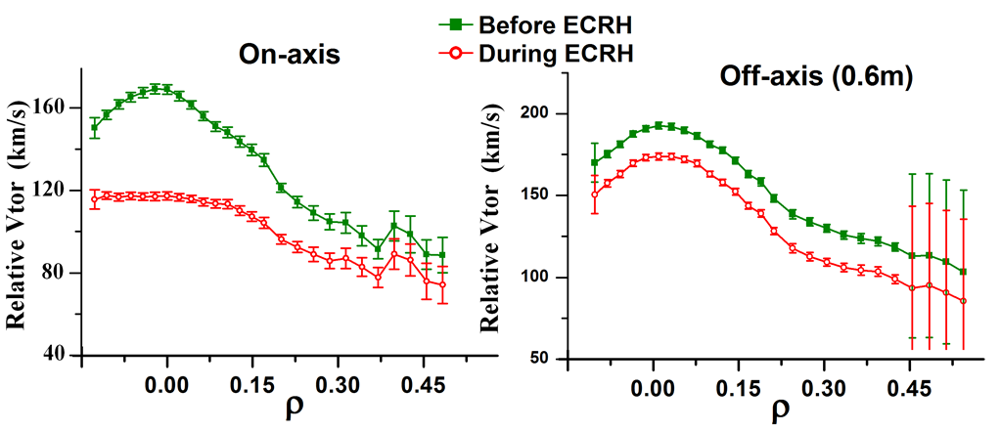 Before ECRH
During ECRH
On-axis
Relative Vtor (km/s)
160
120
80
40
0.00 0.15 0.30 0.45
ρ
Off-axis (0.6m)
Relative Vtor (km/s)
200
150
100
50
0.00 0.15 0.30 0.45
ρ